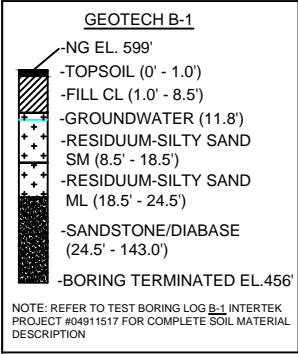 GEOTECH B-1
-NG EL. 599'
-TOPSOIL (0' - 1.0')
-FILL CL (1.0' - 8.5')
-GROUNDWATER (11.8')
-RESIDUUM-SILTY SAND
SM (8.5' - 18.5')
-RESIDUUM-SILTY SAND
ML (18.5' - 24.5')
-SANDSTONE/DIABASE
(24.5' - 143.0')
-BORING TERMINATED EL.456'
NOTE: REFER TO TEST BORING LOG B-1 INTERTEK
PROJECT #04911517 FOR COMPLETE SOIL MATERIAL
DESCRIPTION